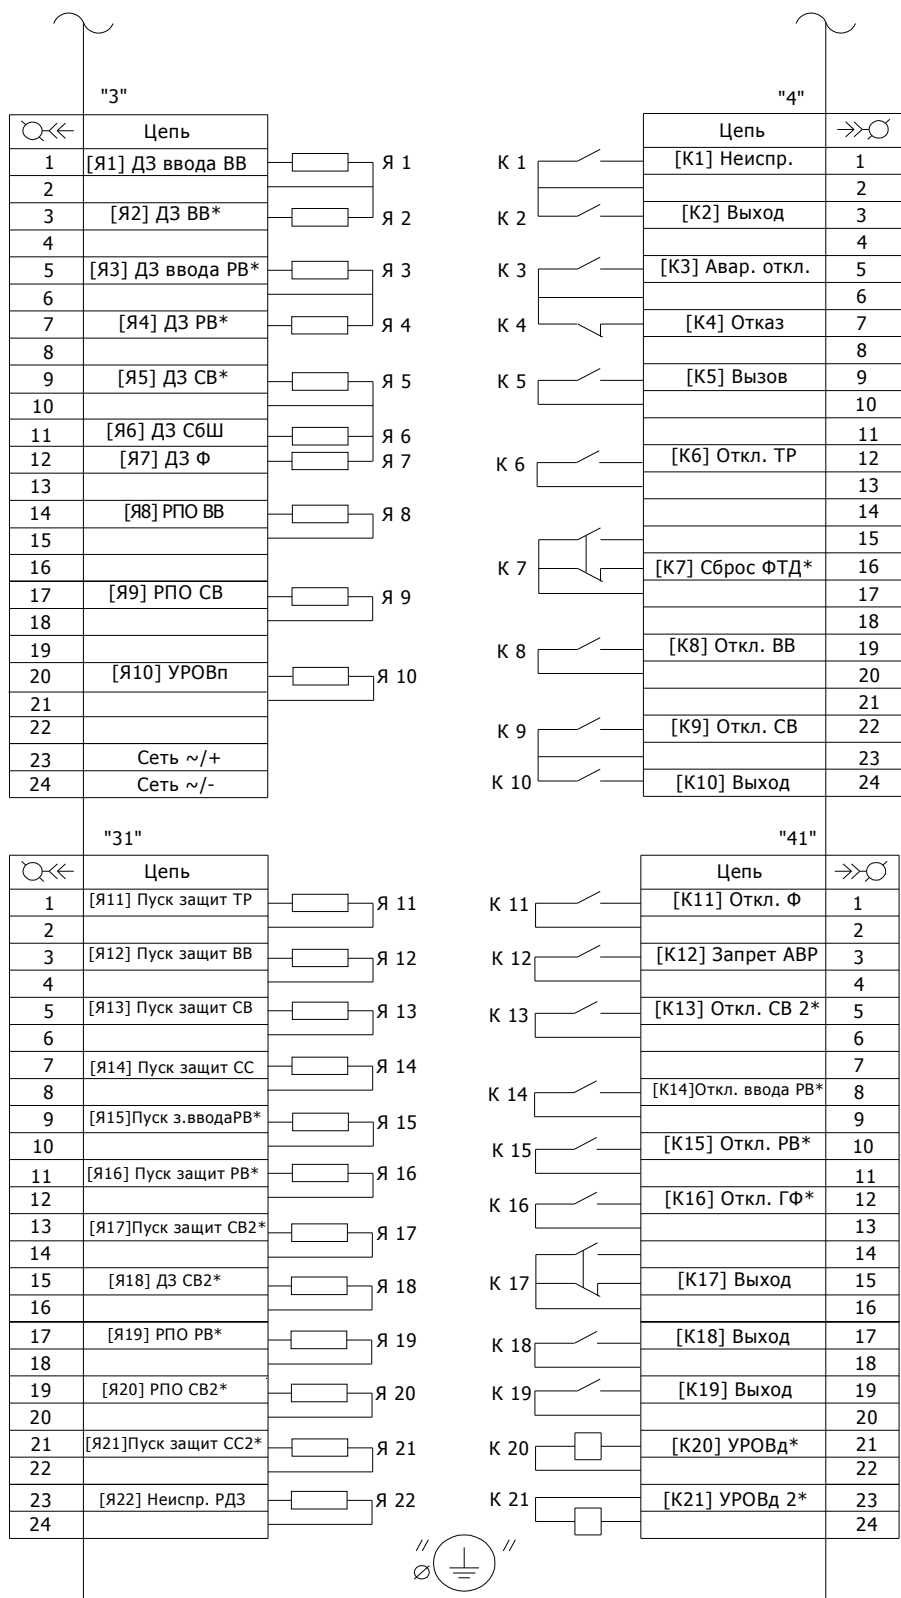 "3"
Цепь
1 [Я1] ДЗ ввода ВВ Я 1
2
3 [Я2] ДЗ ВВ* Я 2
4
5 [Я3] ДЗ ввода РВ* Я 3
6
7 [Я4] ДЗ РВ* Я 4
8
9 [Я5] ДЗ СВ* Я 5
10
11 [Я6] ДЗ СбШ Я 6
12 [Я7] ДЗ Ф Я 7
13
14 [Я8] РПО ВВ Я 8
15
16
17 [Я9] РПО СВ Я 9
18
19
20 [Я10] УРОВп Я 10
21
22
23 Сеть ~/+
24 Сеть ~/-
"4"
Цепь
К 1 [К1] Неиспр. 1
2
К 2 [К2] Выход 3
4
К 3 [К3] Авар. откл. 5
6
К 4 [К4] Отказ 7
8
К 5 [К5] Вызов 9
10
11
К 6 [К6] Откл. ТР 12
13
14
15
К 7 [К7] Сброс ФТД* 16
17
18
К 8 [К8] Откл. ВВ 19
20
21
К 9 [К9] Откл. СВ 22
23
К 10 [К10] Выход 24
"31"
Цепь
1 [Я11] Пуск защит ТР Я 11
2
3 [Я12] Пуск защит ВВ Я 12
4
5 [Я13] Пуск защит СВ Я 13
6
7 [Я14] Пуск защит СС Я 14
8
9 [Я15]Пуск з.вводаРВ* Я 15
10
11 [Я16] Пуск защит РВ* Я 16
12
13 [Я17]Пуск защит СВ2* Я 17
14
15 [Я18] ДЗ СВ2* Я 18
16
17 [Я19] РПО РВ* Я 19
18
19 [Я20] РПО СВ2* Я 20
20
21 [Я21]Пуск защит СС2* Я 21
22
23 [Я22] Неиспр. РДЗ Я 22
24
"41"
Цепь
К 11 [К11] Откл. Ф 1
2
К 12 [К12] Запрет АВР 3
4
К 13 [К13] Откл. СВ 2* 5
6
7
К 14 [К14]Откл. ввода РВ* 8
9
К 15 [К15] Откл. РВ* 10
11
К 16 [К16] Откл. ГФ* 12
13
14
К 17 [К17] Выход 15
16
К 18 [К18] Выход 17
18
К 19 [К19] Выход 19
20
К 20 [К20] УРОВд* 21
22
К 21 [К21] УРОВд 2* 23
24